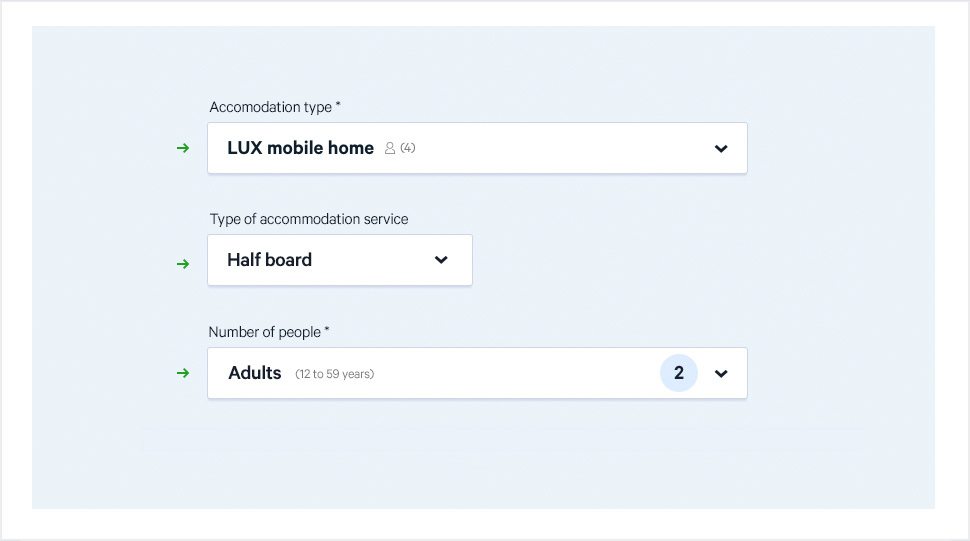 Accomodation type *
LUX mobile home (4)
Type of accommodation service
Half board
Number of people *
Adults (12 to 59 years) 2